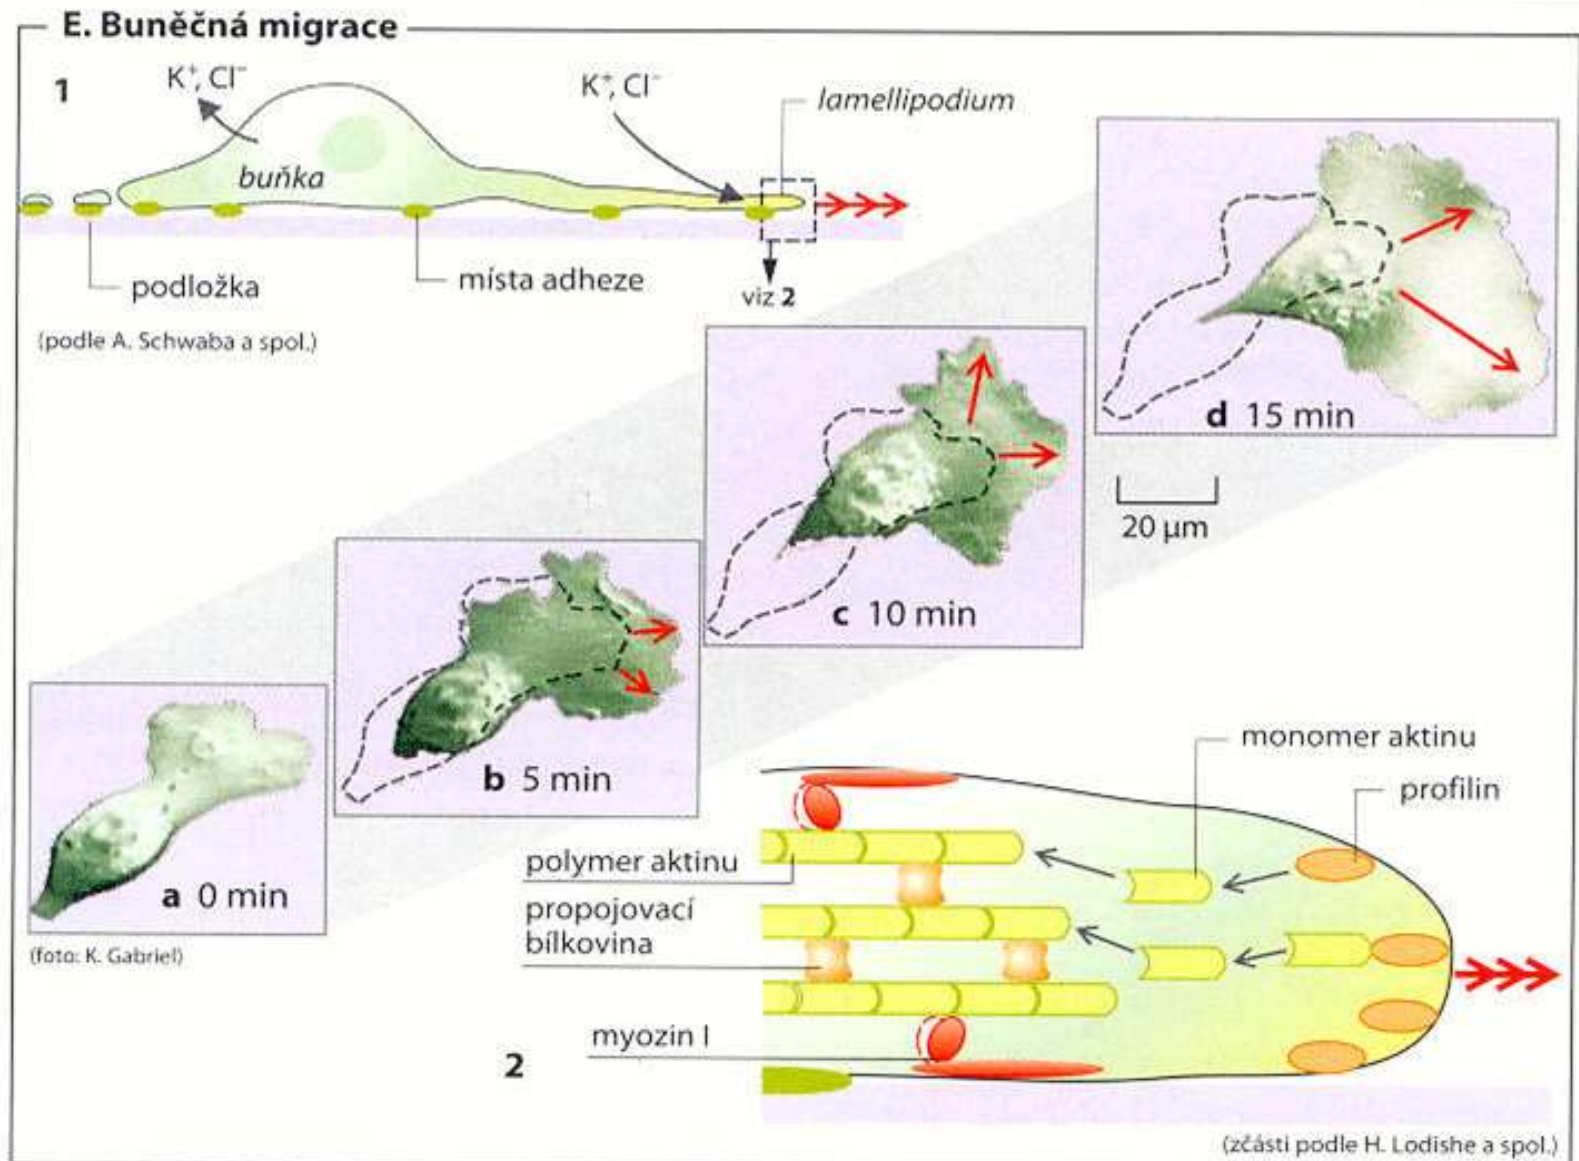 E. Buněčná migrace
1
K⁺, Cl⁻
K⁺, Cl⁻
lamellipodium
buňka
podložka
místa adheze
viz 2
(podle A. Schwaba a spol.)
d 15 min
20 µm
c 10 min
b 5 min
a 0 min
(foto: K. Gabriel)
monomer aktinu
profilin
polymer aktinu
propojovací
bílkovina
myozin I
2
(zčásti podle H. Lodishe a spol.)